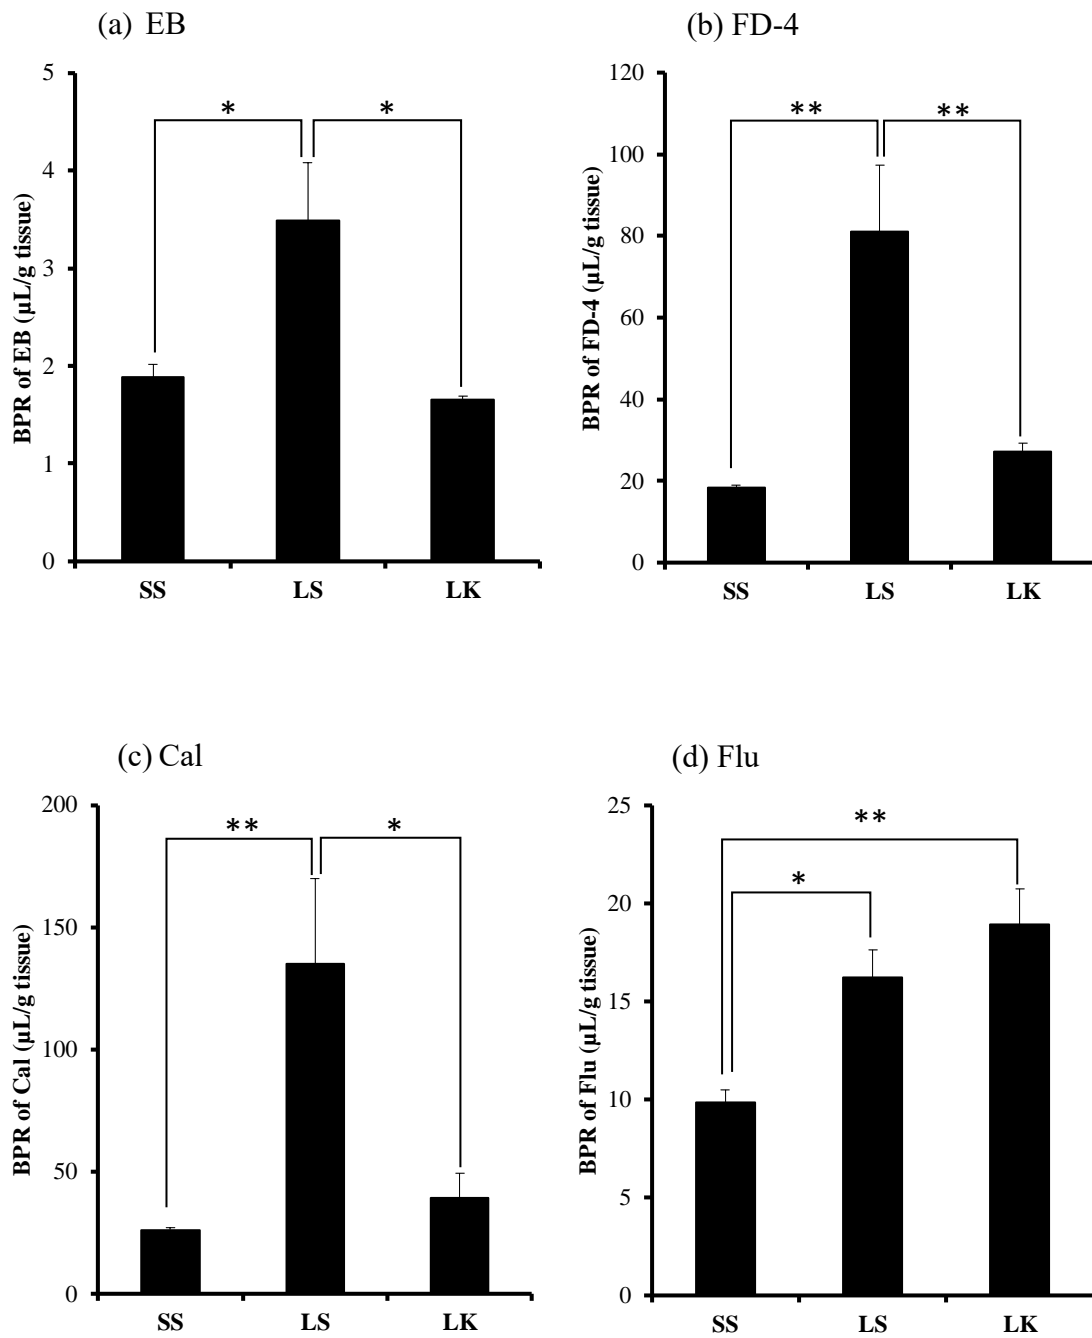 (a) EB
BPR of EB (μL/g tissue)
5
4
3
2
1
0
*
*
SS LS LK
(b) FD-4
BPR of FD-4 (μL/g tissue)
120
100
80
60
40
20
0
**
**
SS LS LK
(c) Cal
BPR of Cal (μL/g tissue)
200
150
100
50
0
**
*
SS LS LK
(d) Flu
BPR of Flu (μL/g tissue)
25
20
15
10
5
0
**
*
SS LS LK